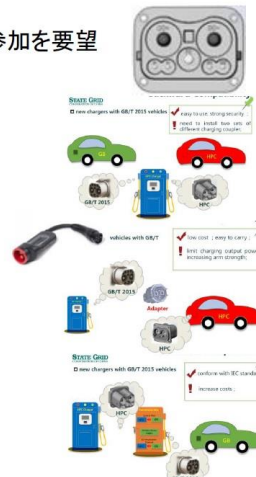 参加を要望
STATE GRID
new chargers with GB/T 2015 vehicles
easy to use, strong security
need to install two sets of
different charging couples
GB
HPC
GB/T 2015
HPC
vehicles with GB/T
low cost ; easy to carry ;
limit charging output power
increasing arm strength;
GB/T 2015
Adapter
HPC
HPC
STATE GRID
new chargers with GB/T 2015 vehicles
conform with IEC standa
increase costs ;
HPC
GB